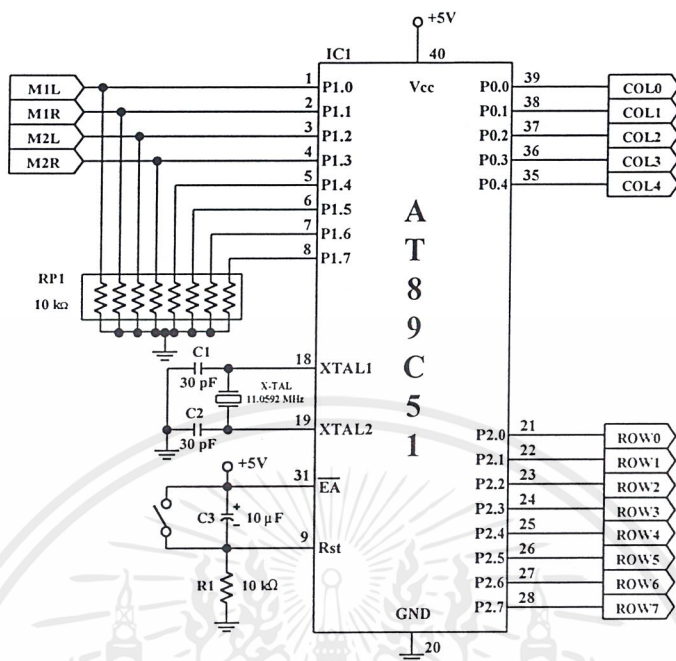 +5V
IC1
40
Vcc
M1L
M1R
M2L
M2R
1
2
3
4
5
6
7
8
P1.0
P1.1
P1.2
P1.3
P1.4
P1.5
P1.6
P1.7
39
38
37
36
35
P0.0
P0.1
P0.2
P0.3
P0.4
COL0
COL1
COL2
COL3
COL4
A
T
8
9
C
5
1
RP1
10 kΩ
C1
30 pF
X-TAL
11.0592 MHz
C2
30 pF
18
XTAL1
19
XTAL2
+5V
31
EA
C3
+
-
10 µF
9
Rst
R1
10 kΩ
21
22
23
24
25
26
27
28
P2.0
P2.1
P2.2
P2.3
P2.4
P2.5
P2.6
P2.7
ROW0
ROW1
ROW2
ROW3
ROW4
ROW5
ROW6
ROW7
GND
20